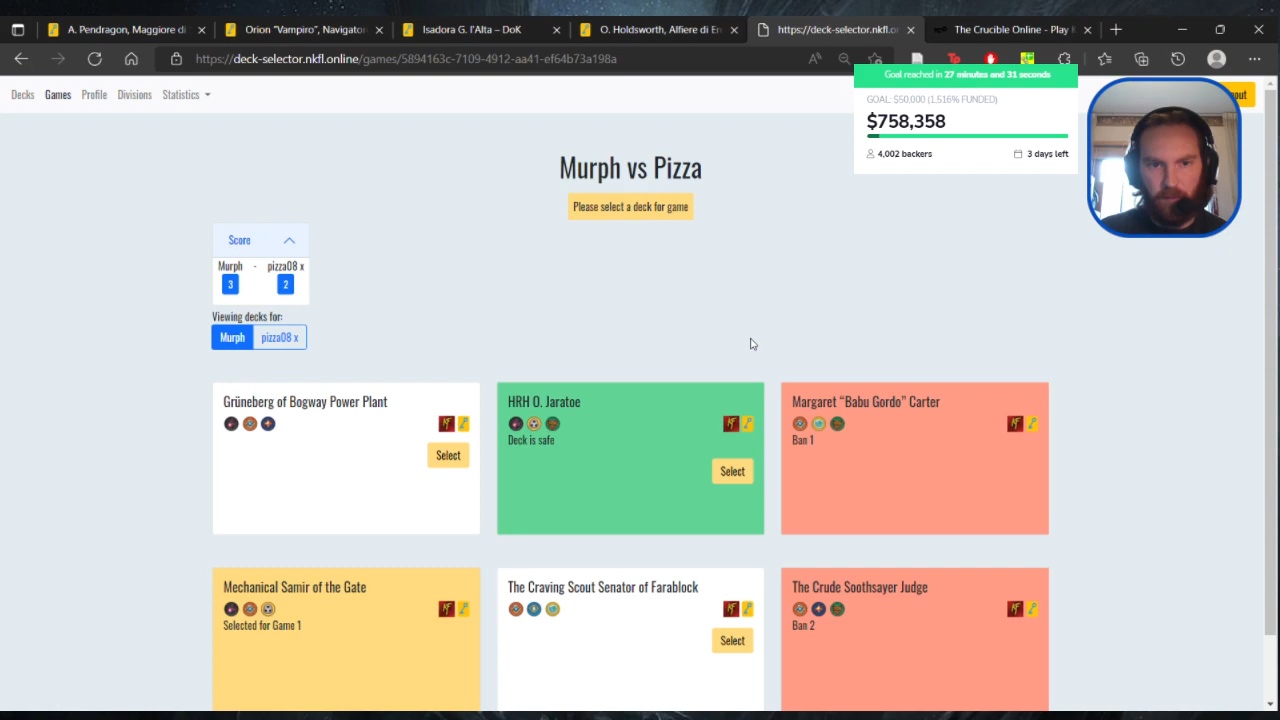 A. Pendragon, Maggiore di
Orion "Vampiro", Navigator
Isadora G. l'Alta – DoK
O. Holdsworth, Alfiere di En
https://deck-selector.nkfl.on
The Crucible Online - Play K
https://deck-selector.nkfl.online/games/5894163c-7109-4912-aa41-ef64b73a198a
Goal reached in 27 minutes and 31 seconds
GOAL: $50,000 (1,516% FUNDED)
$758,358
4,002 backers
3 days left
Decks
Games
Profile
Divisions
Statistics
out
Murph vs Pizza
Please select a deck for game
Score
Murph - pizza08 x
3 2
Viewing decks for:
Murph pizza08 x
Grüneberg of Bogway Power Plant
Select
HRH O. Jaratoe
Deck is safe
Select
Margaret “Babu Gordo” Carter
Ban 1
Mechanical Samir of the Gate
Selected for Game 1
The Craving Scout Senator of Farablock
Select
The Crude Soothsayer Judge
Ban 2